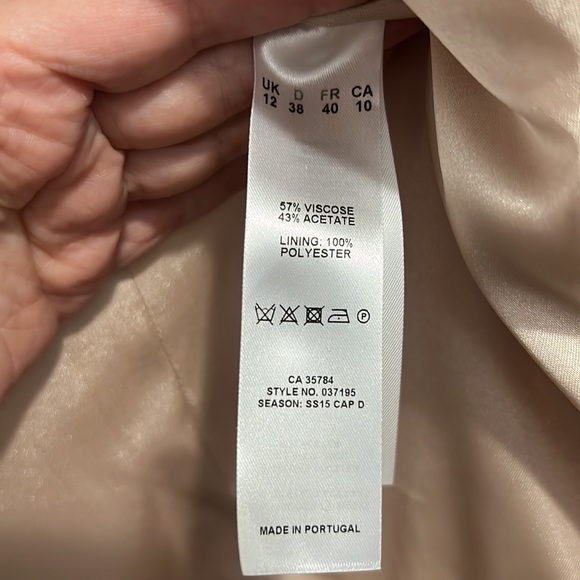 UK D FR CA
12 38 40 10
57% VISCOSE
43% ACETATE
LINING: 100%
POLYESTER
P
CA 35784
STYLE NO. 037195
SEASON: SS15 CAP D
MADE IN PORTUGAL